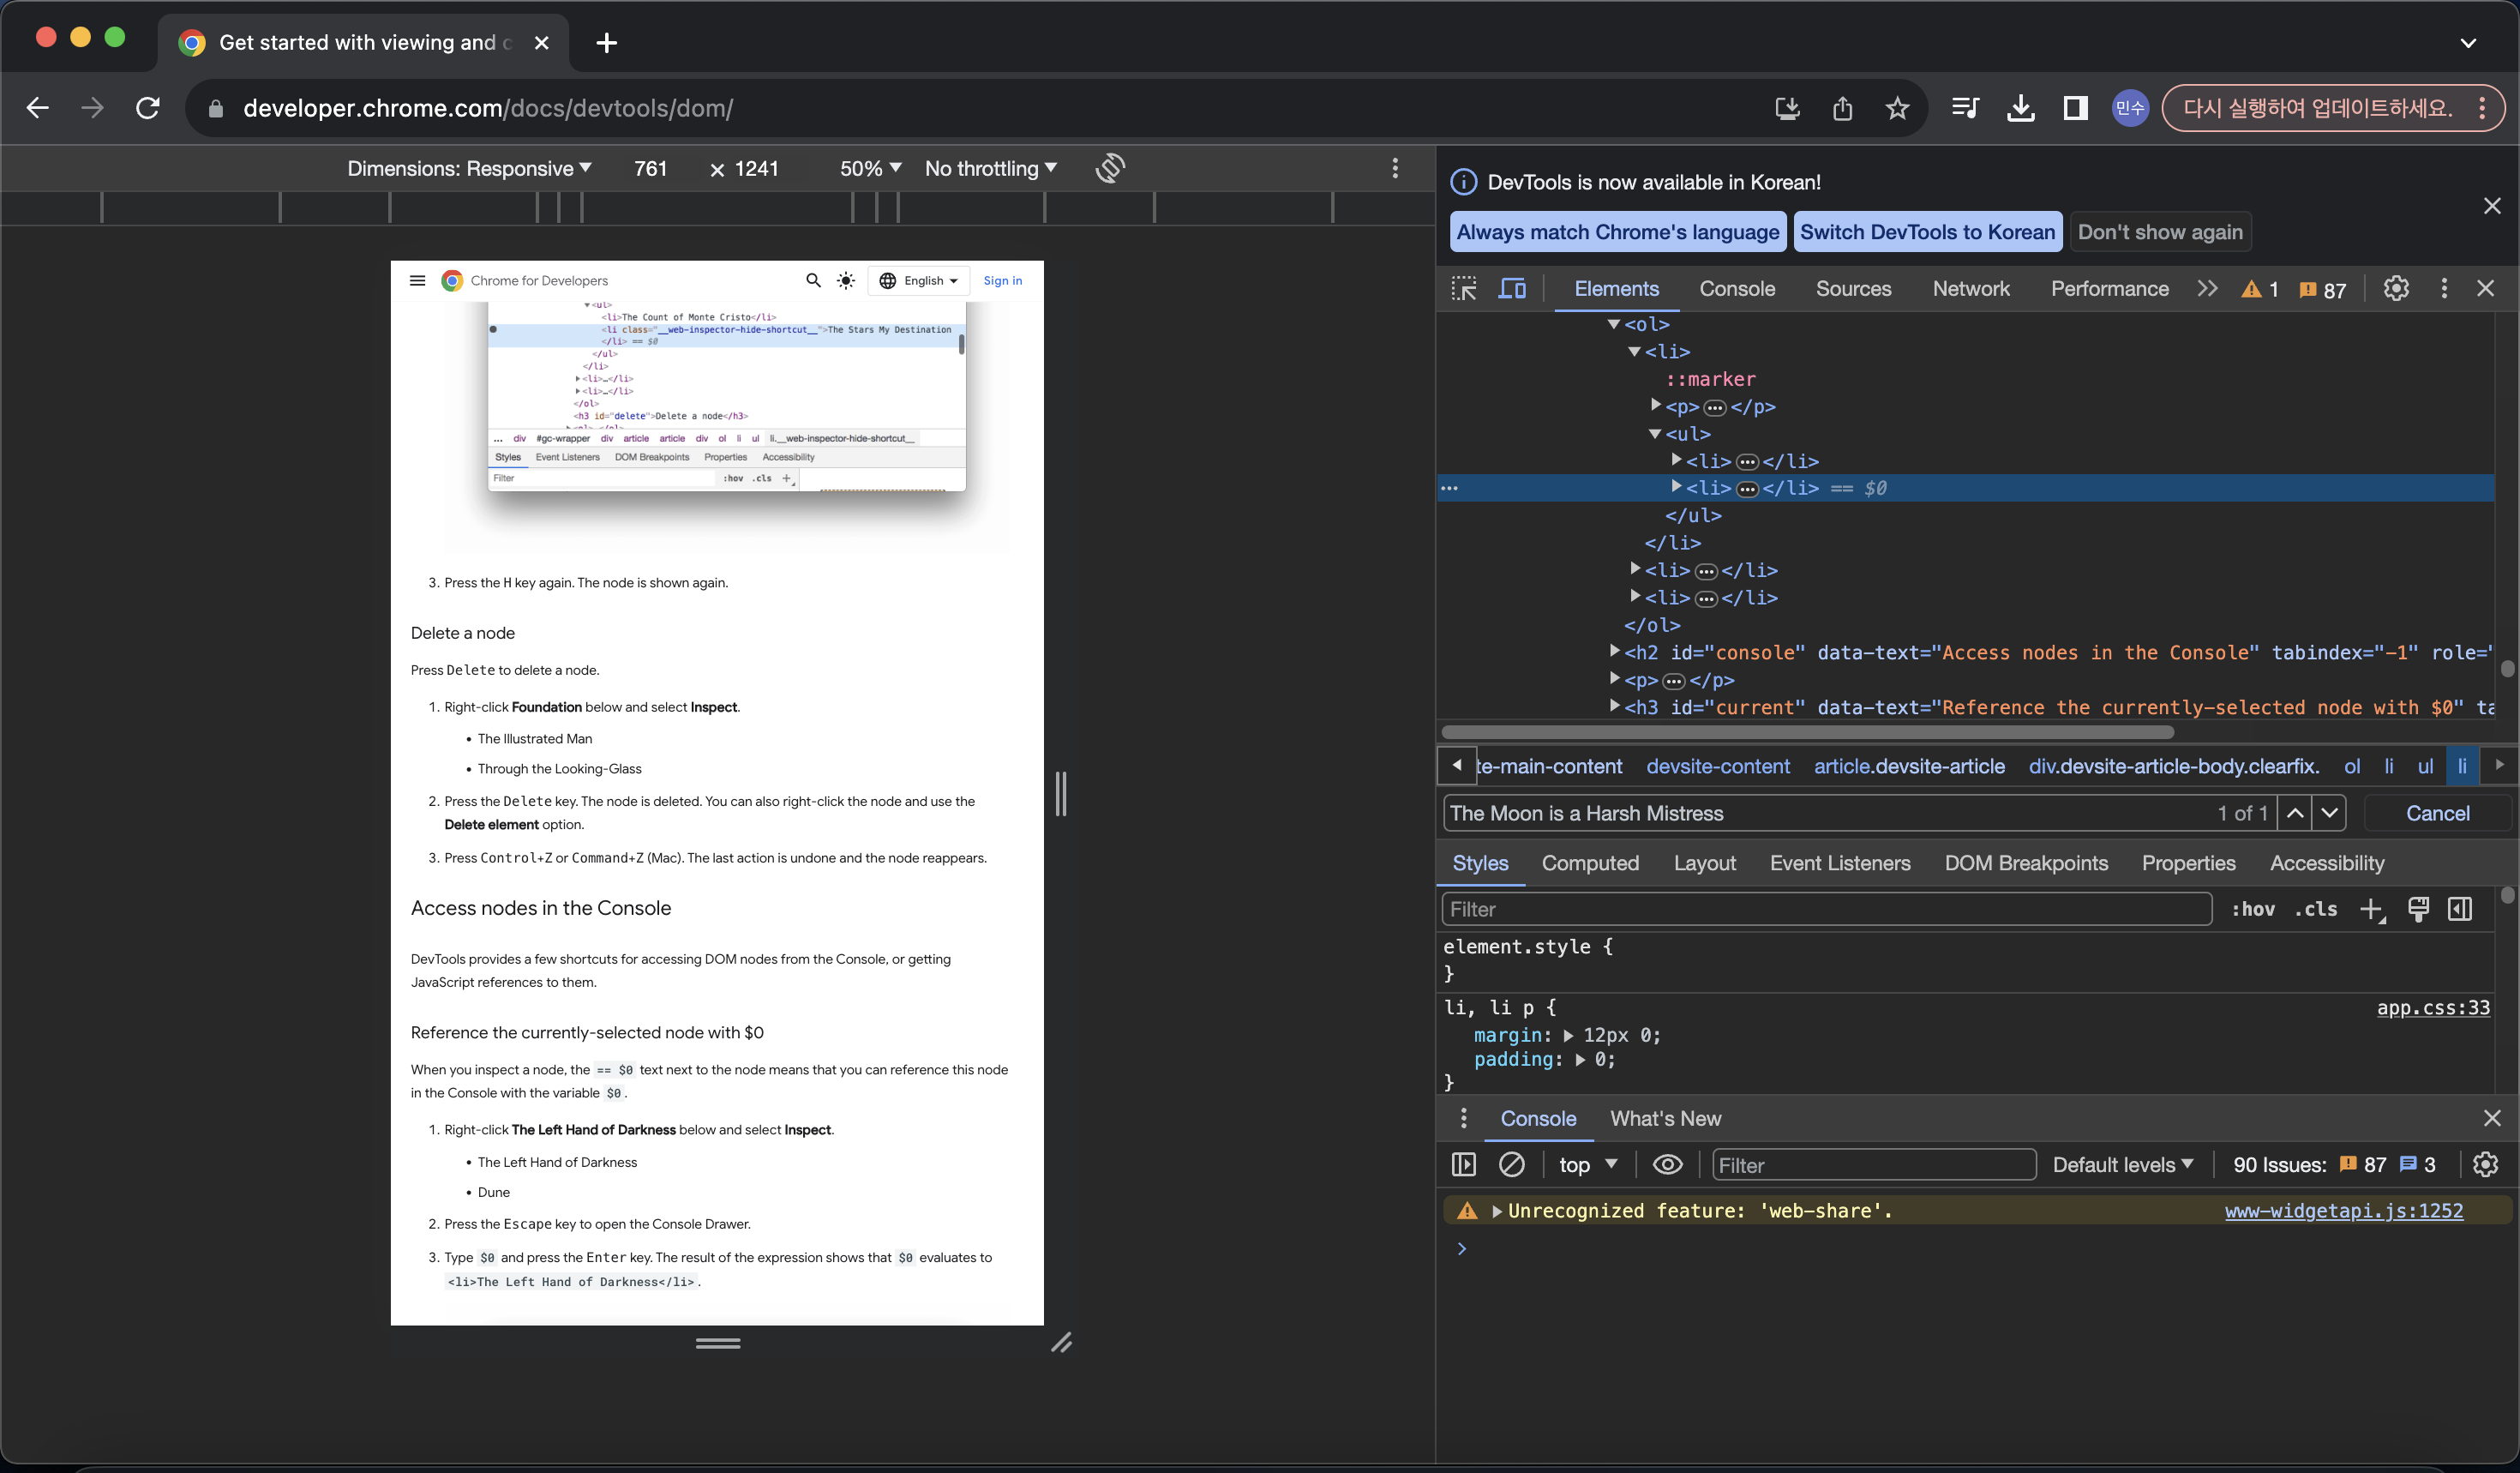 Get started with viewing and c
developer.chrome.com/docs/devtools/dom/
민수
다시 실행하여 업데이트하세요.
Dimensions: Responsive 761 × 1241 50% No throttling
Chrome for Developers English Sign in
<ul>
<li>The Count of Monte Cristo</li>
<li class="__web-inspector-hide-shortcut__">The Stars My Destination
</li> == $0
</ul>
</li>
<li>…</li>
<li>…</li>
</ol>
<h3 id="delete">Delete a node</h3>
... div #gc-wrapper div article article div ol li ul li.__web-inspector-hide-shortcut__
Styles Event Listeners DOM Breakpoints Properties Accessibility
Filter :hov .cls +
3. Press the H key again. The node is shown again.
Delete a node
Press Delete to delete a node.
1. Right-click Foundation below and select Inspect.
• The Illustrated Man
• Through the Looking-Glass
2. Press the Delete key. The node is deleted. You can also right-click the node and use the
Delete element option.
3. Press Control+Z or Command+Z (Mac). The last action is undone and the node reappears.
Access nodes in the Console
DevTools provides a few shortcuts for accessing DOM nodes from the Console, or getting
JavaScript references to them.
Reference the currently-selected node with $0
When you inspect a node, the == $0 text next to the node means that you can reference this node
in the Console with the variable $0.
1. Right-click The Left Hand of Darkness below and select Inspect.
• The Left Hand of Darkness
• Dune
2. Press the Escape key to open the Console Drawer.
3. Type $0 and press the Enter key. The result of the expression shows that $0 evaluates to
<li>The Left Hand of Darkness</li>.
DevTools is now available in Korean!
Always match Chrome's language Switch DevTools to Korean Don't show again
Elements Console Sources Network Performance 1 87
<ol>
<li>
::marker
<p>…</p>
<ul>
<li>…</li>
… <li>…</li> == $0
</ul>
</li>
<li>…</li>
<li>…</li>
</ol>
<h2 id="console" data-text="Access nodes in the Console" tabindex="-1" role="
<p>…</p>
<h3 id="current" data-text="Reference the currently-selected node with $0" ta
te-main-content devsite-content article.devsite-article div.devsite-article-body.clearfix. ol li ul li
The Moon is a Harsh Mistress 1 of 1 Cancel
Styles Computed Layout Event Listeners DOM Breakpoints Properties Accessibility
Filter :hov .cls
element.style {
}
li, li p { app.css:33
margin: 12px 0;
padding: 0;
}
Console What's New
top Filter Default levels 90 Issues: 87 3
Unrecognized feature: 'web-share'. www-widgetapi.js:1252